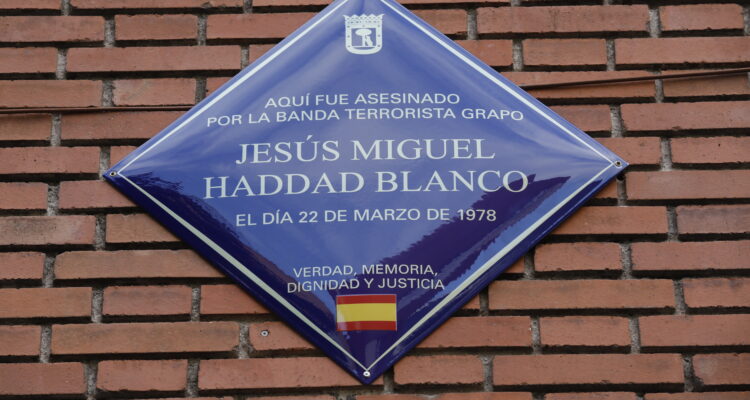 AQUÍ FUE ASESINADO
POR LA BANDA TERRORISTA GRAPO
JESÚS MIGUEL
HADDAD BLANCO
EL DÍA 22 DE MARZO DE 1978
VERDAD, MEMORIA,
DIGNIDAD Y JUSTICIA